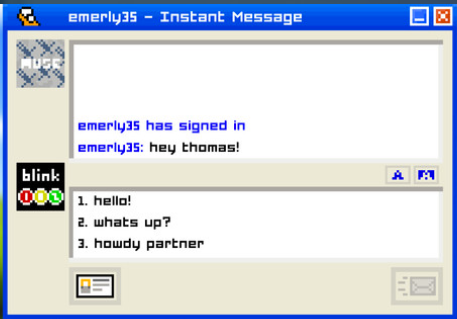 emerly35 - Instant Message
MUSE
emerly35 has signed in
emerly35: hey thomas!
blink
182
A
1. hello!
2. whats up?
3. howdy partner